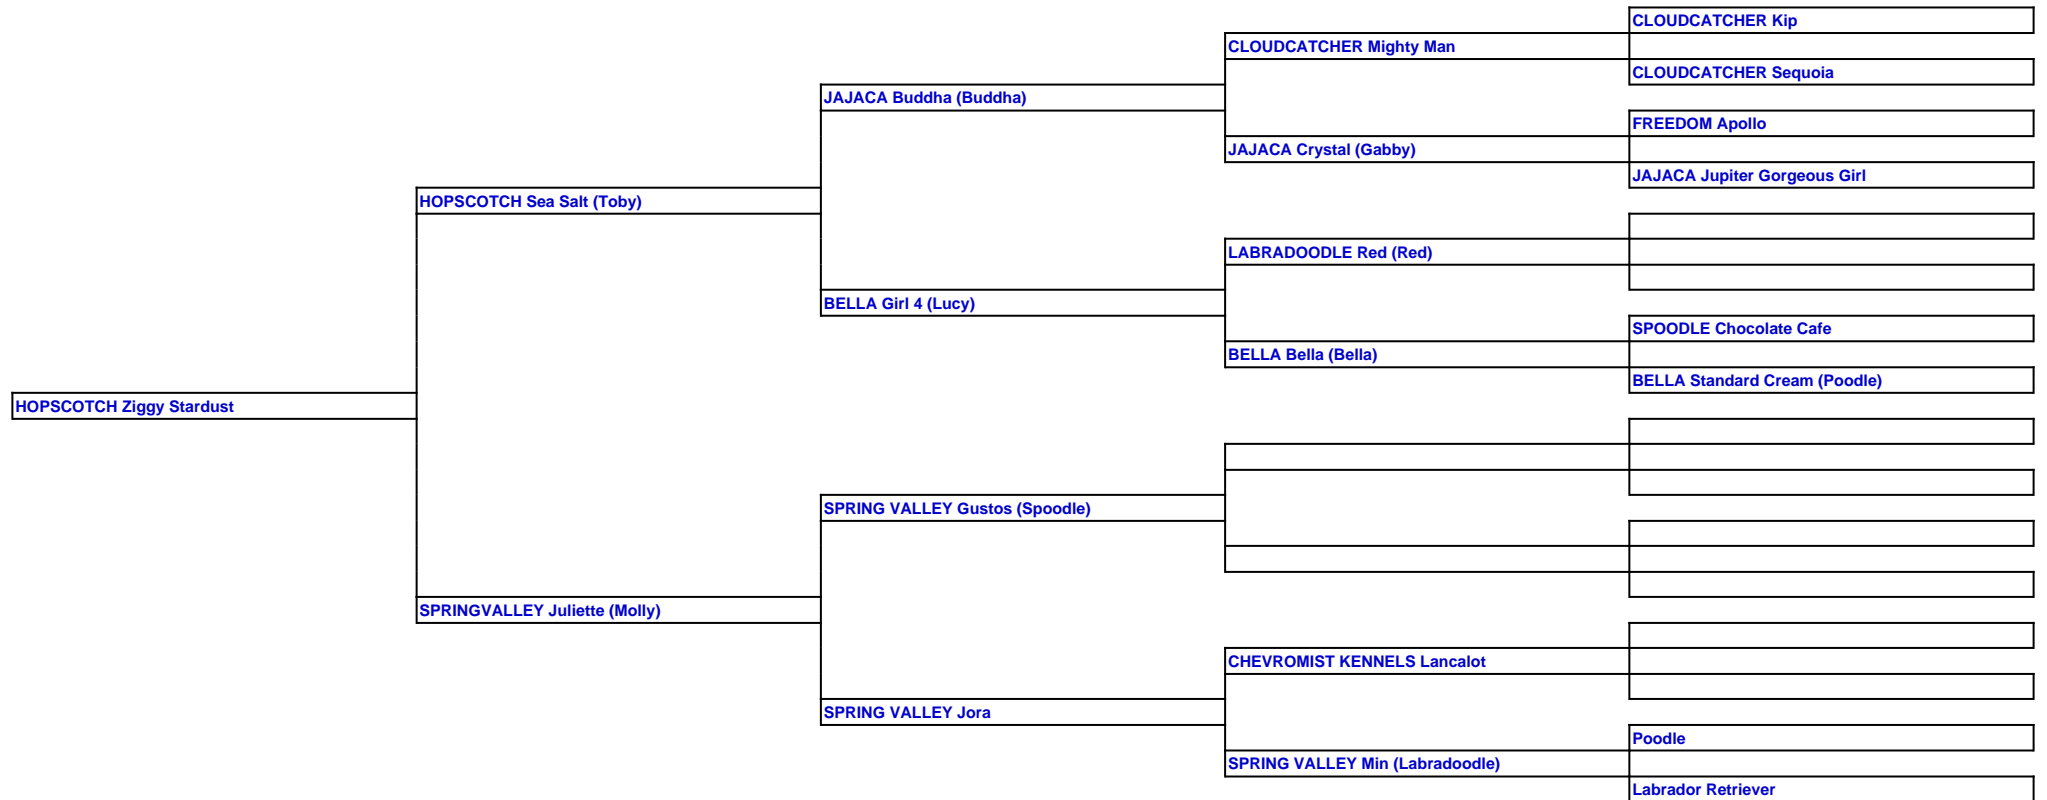 CLOUDCATCHER Kip
CLOUDCATCHER Mighty Man
CLOUDCATCHER Sequoia
JAJACA Buddha (Buddha)
FREEDOM Apollo
JAJACA Crystal (Gabby)
JAJACA Jupiter Gorgeous Girl
HOPSCOTCH Sea Salt (Toby)
LABRADOODLE Red (Red)
BELLA Girl 4 (Lucy)
SPOODLE Chocolate Cafe
BELLA Bella (Bella)
BELLA Standard Cream (Poodle)
HOPSCOTCH Ziggy Stardust
SPRING VALLEY Gustos (Spoodle)
SPRINGVALLEY Juliette (Molly)
CHEVROMIST KENNELS Lancalot
SPRING VALLEY Jora
Poodle
SPRING VALLEY Min (Labradoodle)
Labrador Retriever